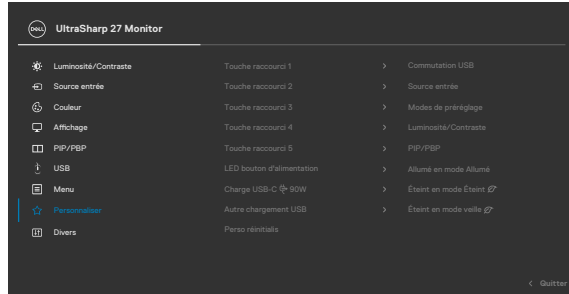 DELL UltraSharp 27 Monitor
Luminosité/Contraste Touche raccourci 1 > Commutation USB
Source entrée Touche raccourci 2 > Source entrée
Couleur Touche raccourci 3 > Modes de préréglage
Affichage Touche raccourci 4 > Luminosité/Contraste
PIP/PBP Touche raccourci 5 > PIP/PBP
USB LED bouton d'alimentation > Allumé en mode Allumé
Menu Charge USB-C 90W > Éteint en mode Éteint
Personnaliser Autre chargement USB > Éteint en mode veille
Divers Perso réinitialis
< Quitter